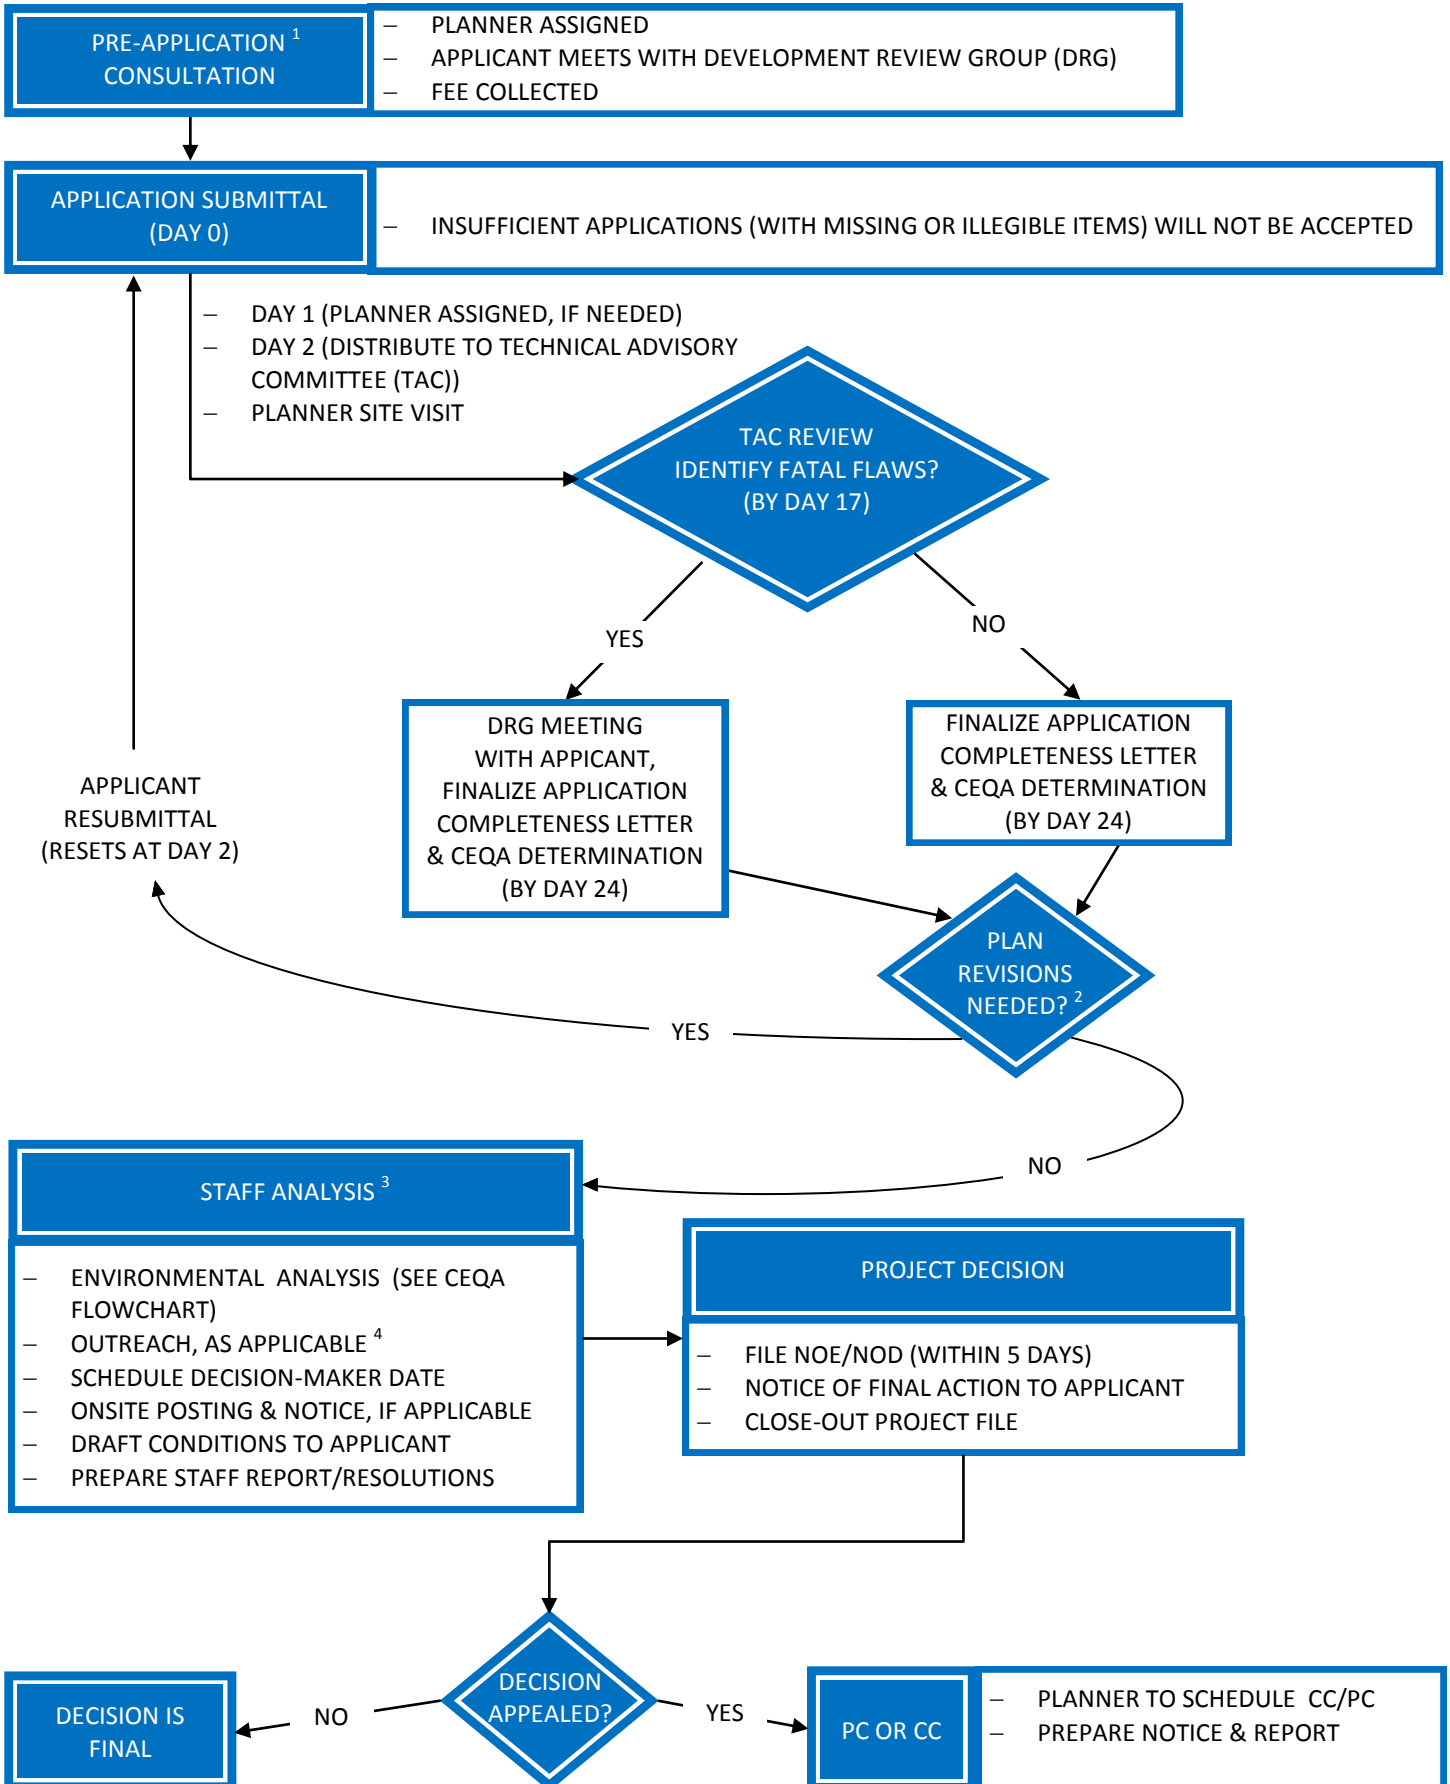 PRE-APPLICATION 1
CONSULTATION
– PLANNER ASSIGNED
– APPLICANT MEETS WITH DEVELOPMENT REVIEW GROUP (DRG)
– FEE COLLECTED
APPLICATION SUBMITTAL
(DAY 0)
– INSUFFICIENT APPLICATIONS (WITH MISSING OR ILLEGIBLE ITEMS) WILL NOT BE ACCEPTED
– DAY 1 (PLANNER ASSIGNED, IF NEEDED)
– DAY 2 (DISTRIBUTE TO TECHNICAL ADVISORY
COMMITTEE (TAC))
– PLANNER SITE VISIT
TAC REVIEW
IDENTIFY FATAL FLAWS?
(BY DAY 17)
YES
NO
DRG MEETING
WITH APPICANT,
FINALIZE APPLICATION
COMPLETENESS LETTER
& CEQA DETERMINATION
(BY DAY 24)
FINALIZE APPLICATION
COMPLETENESS LETTER
& CEQA DETERMINATION
(BY DAY 24)
APPLICANT
RESUBMITTAL
(RESETS AT DAY 2)
PLAN
REVISIONS
NEEDED? 2
YES
NO
STAFF ANALYSIS 3
– ENVIRONMENTAL ANALYSIS (SEE CEQA
FLOWCHART)
– OUTREACH, AS APPLICABLE 4
– SCHEDULE DECISION-MAKER DATE
– ONSITE POSTING & NOTICE, IF APPLICABLE
– DRAFT CONDITIONS TO APPLICANT
– PREPARE STAFF REPORT/RESOLUTIONS
PROJECT DECISION
– FILE NOE/NOD (WITHIN 5 DAYS)
– NOTICE OF FINAL ACTION TO APPLICANT
– CLOSE-OUT PROJECT FILE
DECISION
APPEALED?
NO
YES
DECISION IS
FINAL
PC OR CC
– PLANNER TO SCHEDULE CC/PC
– PREPARE NOTICE & REPORT